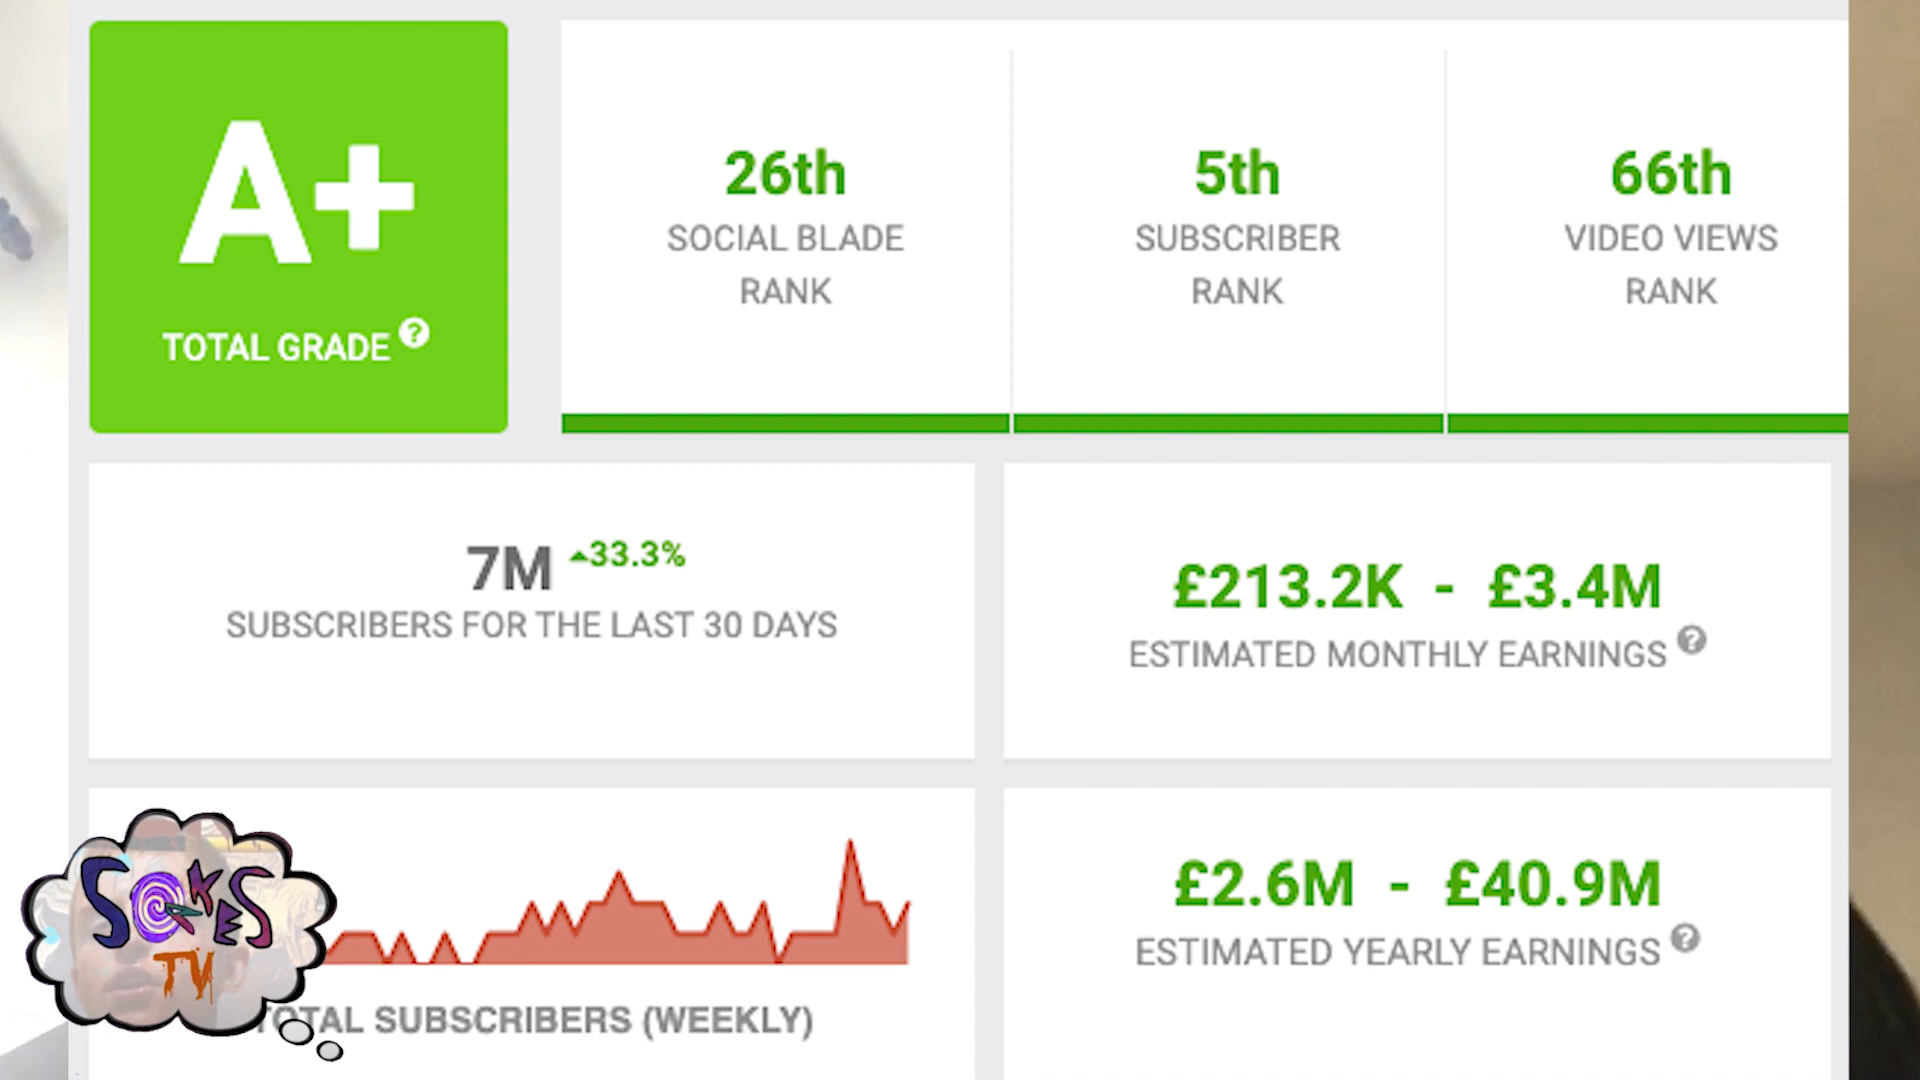 A+
TOTAL GRADE ?
26th
SOCIAL BLADE
RANK
5th
SUBSCRIBER
RANK
66th
VIDEO VIEWS
RANK
7M ▲33.3%
SUBSCRIBERS FOR THE LAST 30 DAYS
£213.2K - £3.4M
ESTIMATED MONTHLY EARNINGS ?
£2.6M - £40.9M
ESTIMATED YEARLY EARNINGS ?
TOTAL SUBSCRIBERS (WEEKLY)
TV